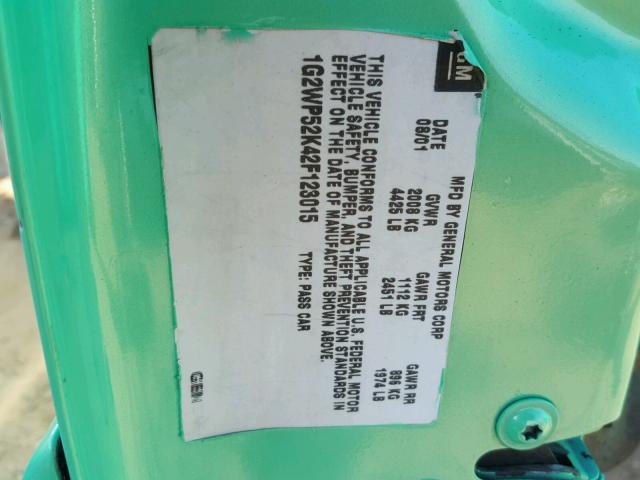 GM
MFD BY GENERAL MOTORS CORP
DATE GVWR GAWR FRT GAWR RR
08/01 2008 KG 1112 KG 896 KG
4425 LB 2451 LB 1974 LB
THIS VEHICLE CONFORMS TO ALL APPLICABLE U.S. FEDERAL MOTOR
VEHICLE SAFETY, BUMPER, AND THEFT PREVENTION STANDARDS IN
EFFECT ON THE DATE OF MANUFACTURE SHOWN ABOVE.
1G2WP52K42F123015 TYPE: PASS CAR